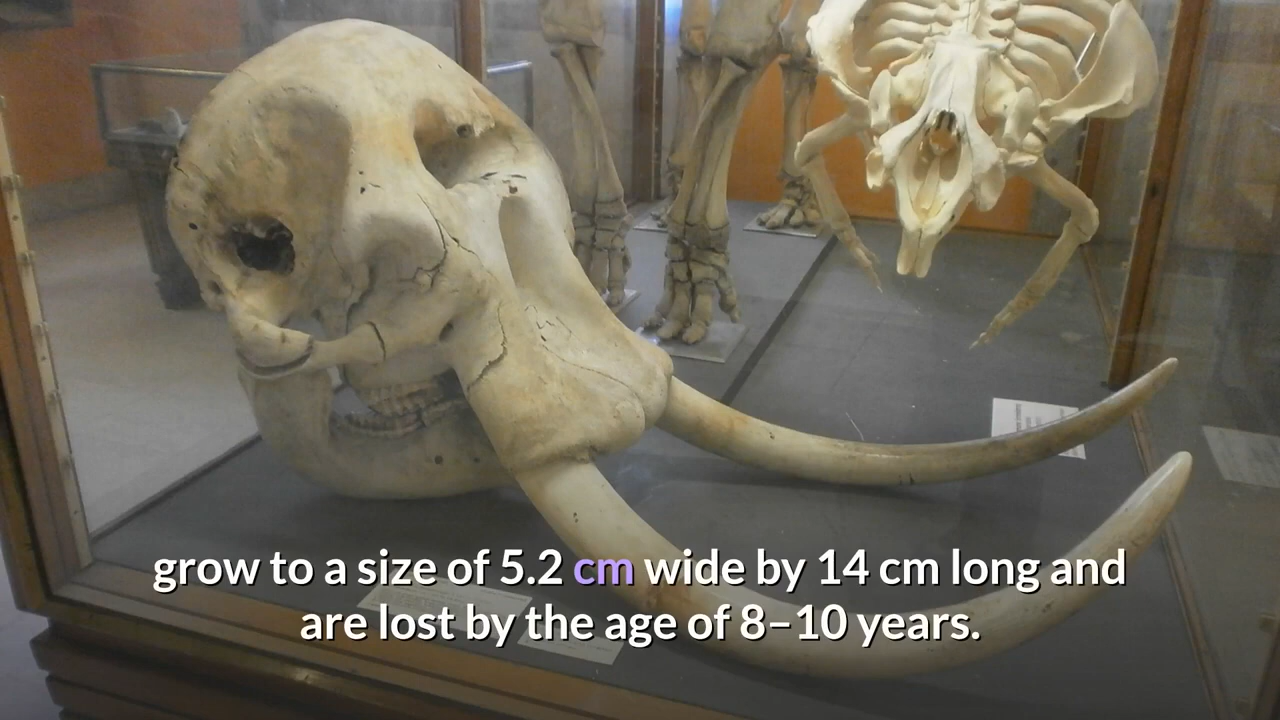 grow to a size of 5.2 cm wide by 14 cm long and
are lost by the age of 8–10 years.